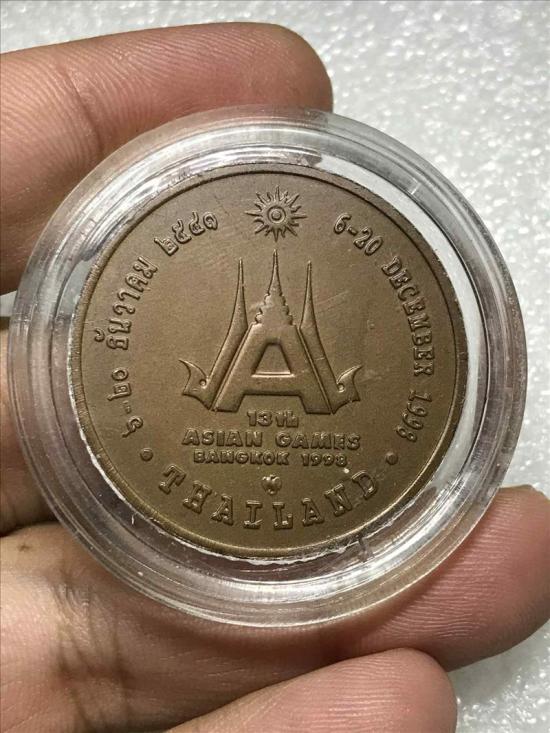 ๖-๒๐ ธันวาคม ๒๕๔๑
6-20 DECEMBER 1998
A
13th
ASIAN GAMES
BANGKOK 1998
• THAILAND •